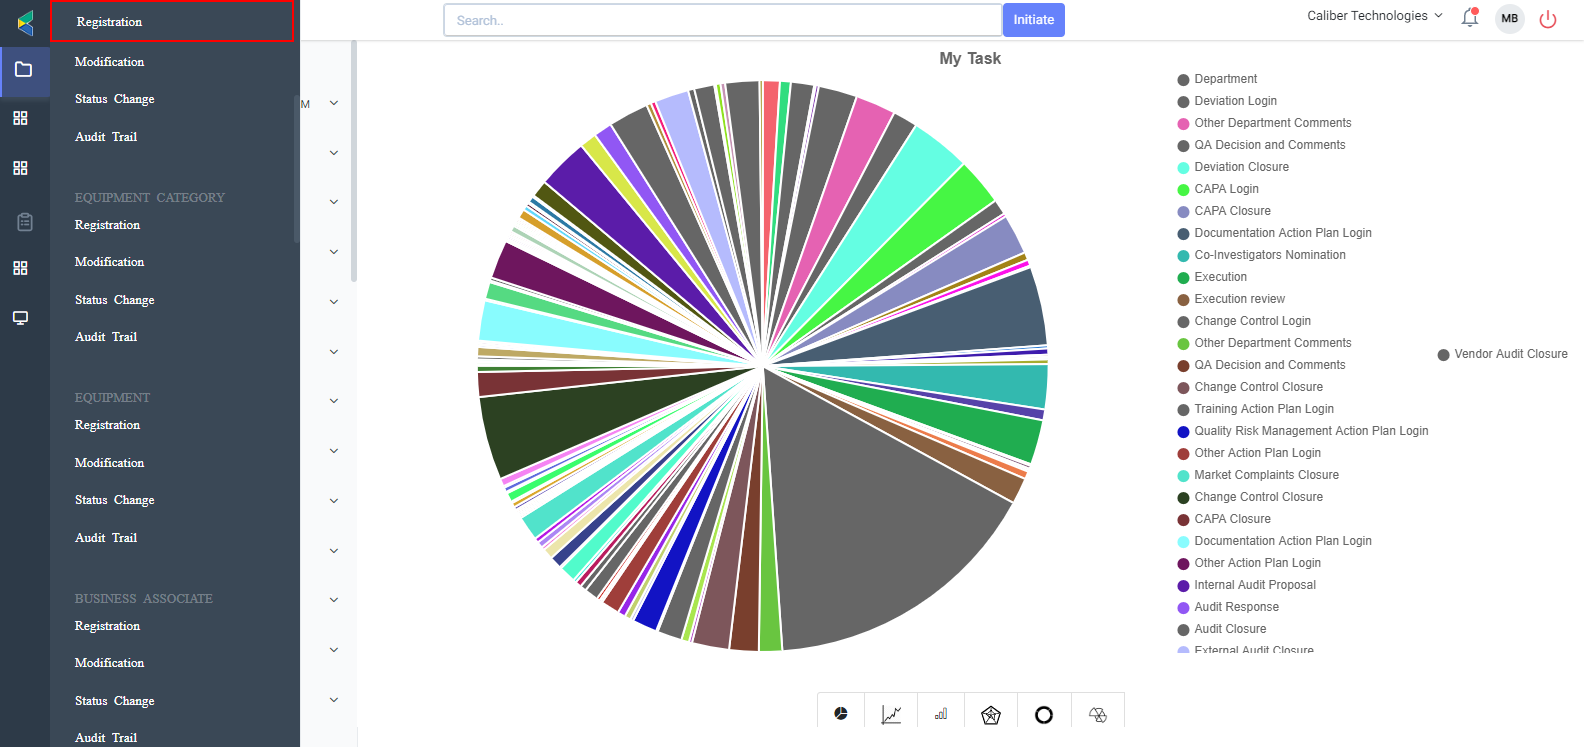 Registration
Modification
Status Change
Audit Trail
EQUIPMENT CATEGORY
Registration
Modification
Status Change
Audit Trail
EQUIPMENT
Registration
Modification
Status Change
Audit Trail
BUSINESS ASSOCIATE
Registration
Modification
Status Change
Audit Trail
M
Search..
Initiate
Caliber Technologies
MB
My Task
Department
Deviation Login
Other Department Comments
QA Decision and Comments
Deviation Closure
CAPA Login
CAPA Closure
Documentation Action Plan Login
Co-Investigators Nomination
Execution
Execution review
Change Control Login
Other Department Comments
QA Decision and Comments
Change Control Closure
Training Action Plan Login
Quality Risk Management Action Plan Login
Other Action Plan Login
Market Complaints Closure
Change Control Closure
CAPA Closure
Documentation Action Plan Login
Other Action Plan Login
Internal Audit Proposal
Audit Response
Audit Closure
External Audit Closure
Vendor Audit Closure